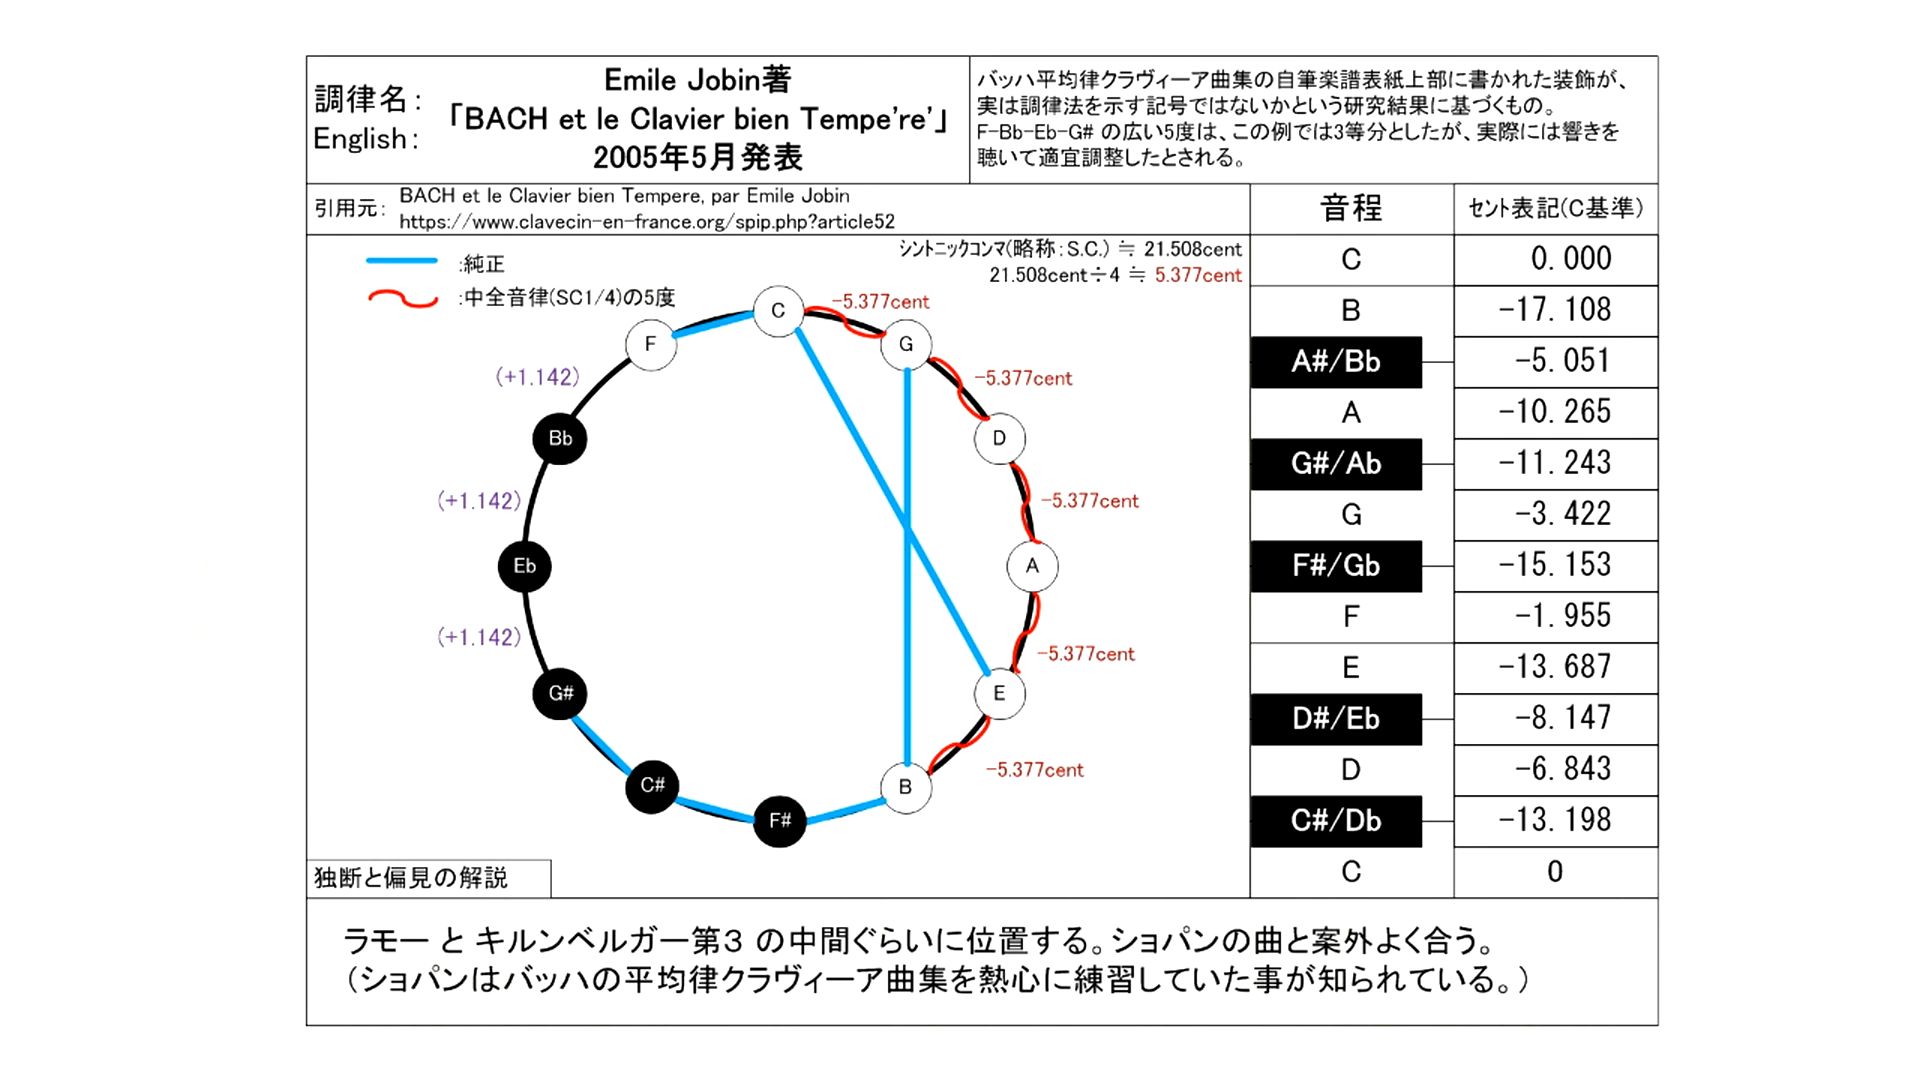 調律名：
English：
Emile Jobin著
「BACH et le Clavier bien Tempe're'」
2005年5月発表
バッハ平均律クラヴィーア曲集の自筆楽譜表紙上部に書かれた装飾が、
実は調律法を示す記号ではないかという研究結果に基づくもの。
F-Bb-Eb-G# の広い5度は、この例では3等分としたが、実際には響きを
聴いて適宜調整したとされる。
引用元：
BACH et le Clavier bien Tempere, par Emile Jobin
https://www.clavecin-en-france.org/spip.php?article52
音程
セント表記(C基準)
シントニックコンマ(略称：S.C.) ≒ 21.508cent
21.508cent÷4 ≒ 5.377cent
:純正
:中全音律(SC1/4)の5度
C
G
D
A
E
B
F#
C#
G#
Eb
Bb
F
-5.377cent
-5.377cent
-5.377cent
-5.377cent
-5.377cent
(+1.142)
(+1.142)
(+1.142)
C 0.000
B -17.108
A#/Bb -5.051
A -10.265
G#/Ab -11.243
G -3.422
F#/Gb -15.153
F -1.955
E -13.687
D#/Eb -8.147
D -6.843
C#/Db -13.198
C 0
独断と偏見の解説
ラモー と キルンベルガー第３ の中間ぐらいに位置する。ショパンの曲と案外よく合う。
（ショパンはバッハの平均律クラヴィーア曲集を熱心に練習していた事が知られている。）